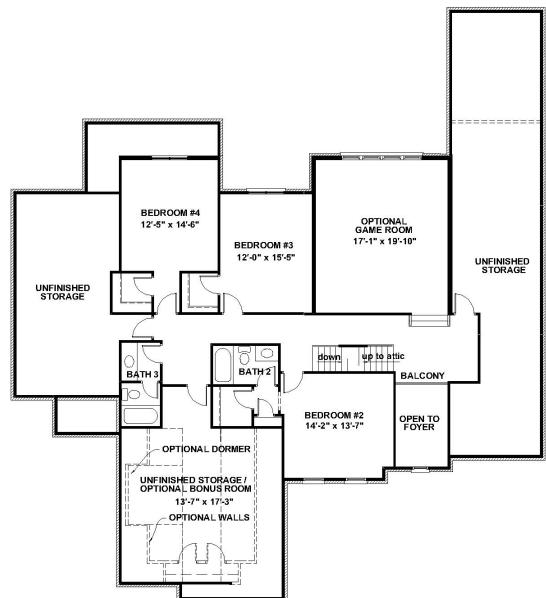 BEDROOM #4
12'-5" x 14'-6"
OPTIONAL
GAME ROOM
17'-1" x 19'-10"
BEDROOM #3
12'-0" x 15'-5"
UNFINISHED
STORAGE
UNFINISHED
STORAGE
down
up to attic
BATH 3
BATH 2
BALCONY
BEDROOM #2
14'-2" x 13'-7"
OPEN TO
FOYER
OPTIONAL DORMER
UNFINISHED STORAGE /
OPTIONAL BONUS ROOM
13'-7" x 17'-3"
OPTIONAL WALLS